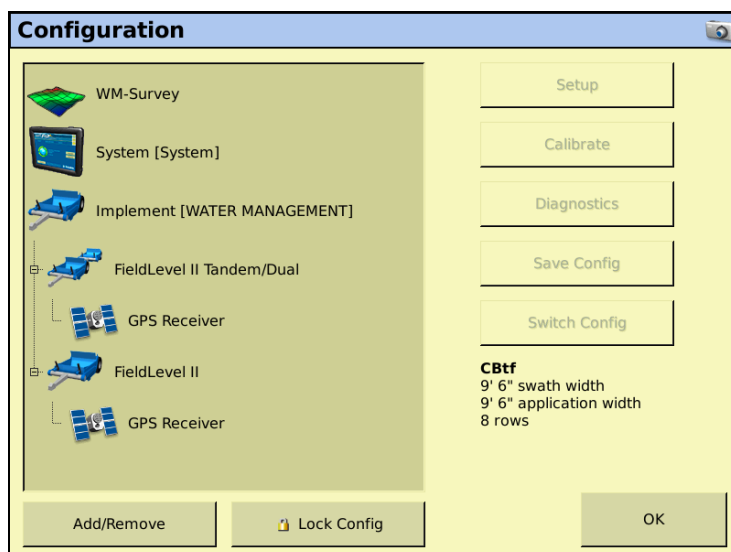 Configuration
WM-Survey
System [System]
Implement [WATER MANAGEMENT]
FieldLevel II Tandem/Dual
GPS Receiver
FieldLevel II
GPS Receiver
Add/Remove
Lock Config
Setup
Calibrate
Diagnostics
Save Config
Switch Config
CBtf
9' 6" swath width
9' 6" application width
8 rows
OK